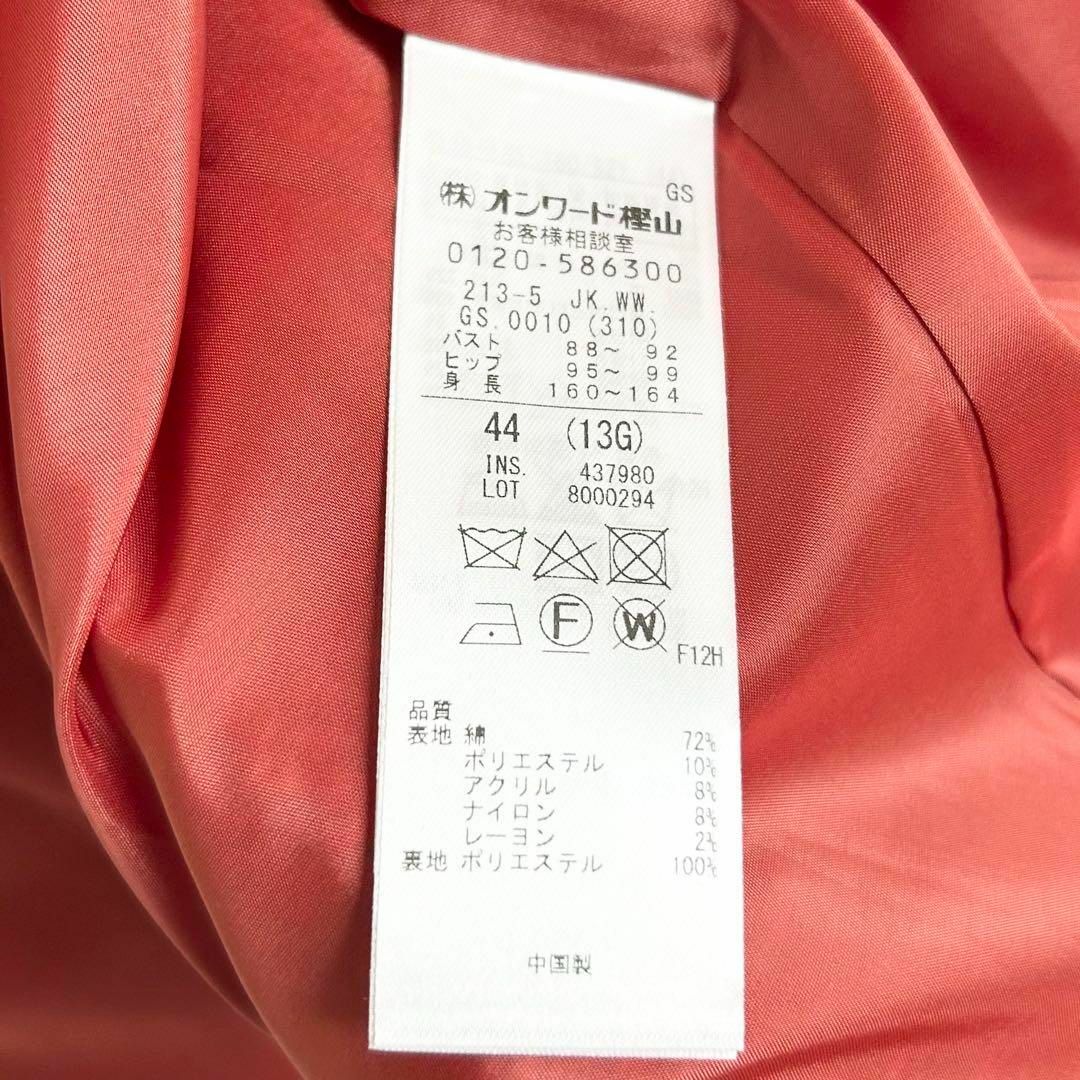 GS
㈱オンワード樫山
お客様相談室
0120-586300
213-5 JK.WW.
GS.0010 (310)
バスト 88～ 92
ヒップ 95～ 99
身 長 160～164
44 (13G)
INS. 437980
LOT 8000294
F
W
F12H
品質
表地 綿 72%
ポリエステル 10%
アクリル 8%
ナイロン 8%
レーヨン 2%
裏地 ポリエステル 100%
中国製